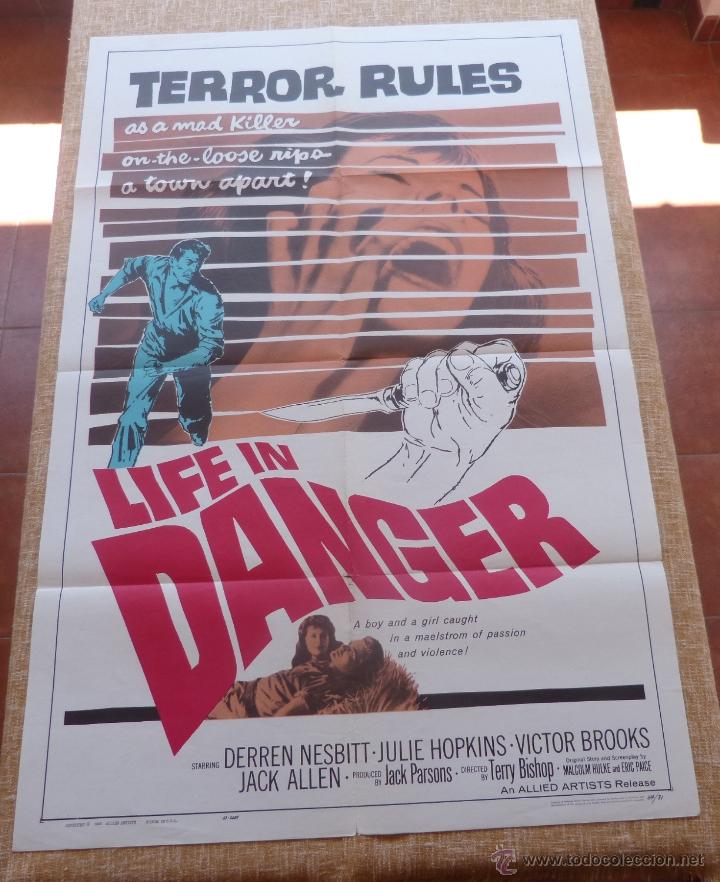 TERROR RULES
as a mad Killer
on-the-loose rips
a town apart!
LIFE IN
DANGER
A boy and a girl caught
in a maelstrom of passion
and violence!
STARRING DERREN NESBITT · JULIE HOPKINS · VICTOR BROOKS
JACK ALLEN · PRODUCED BY Jack Parsons · DIRECTED BY Terry Bishop · Original Story and Screenplay by MALCOLM HULKE and ERIC PAICE
An ALLIED ARTISTS Release
www.todocoleccion.net